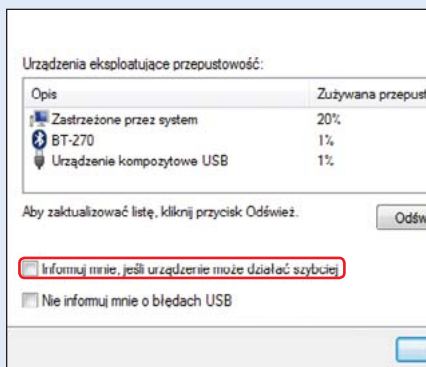 Urządzenia eksploatujące przepustowość:
Opis Zużywana przepust
Zastrzeżone przez system 20%
BT-270 1%
Urządzenie kompozytowe USB 1%
Aby zaktualizować listę, kliknij przycisk Odśwież. Odśw
Informuj mnie, jeśli urządzenie może działać szybciej
Nie informuj mnie o błędach USB